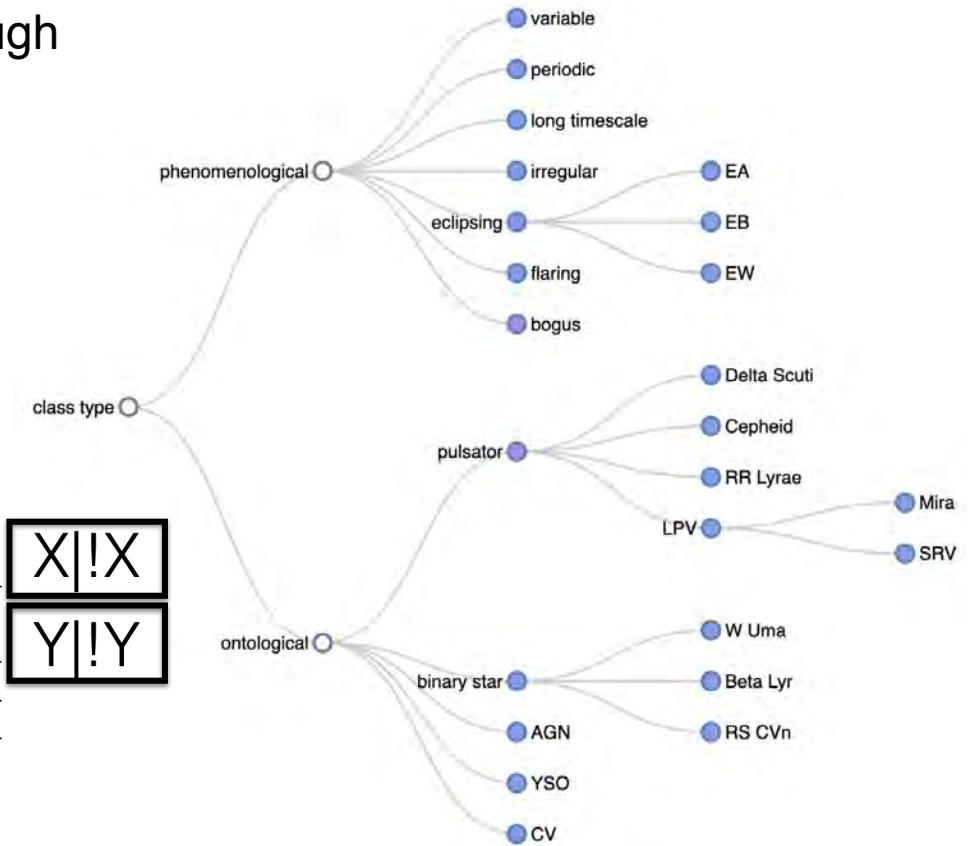 variable
periodic
long timescale
phenomenological
irregular
EA
eclipsing
EB
flaring
EW
bogus
Delta Scuti
class type
Cepheid
pulsator
RR Lyrae
LPV
Mira
SRV
X|!X
Y|!Y
ontological
W Uma
binary star
Beta Lyr
AGN
RS CVn
YSO
CV